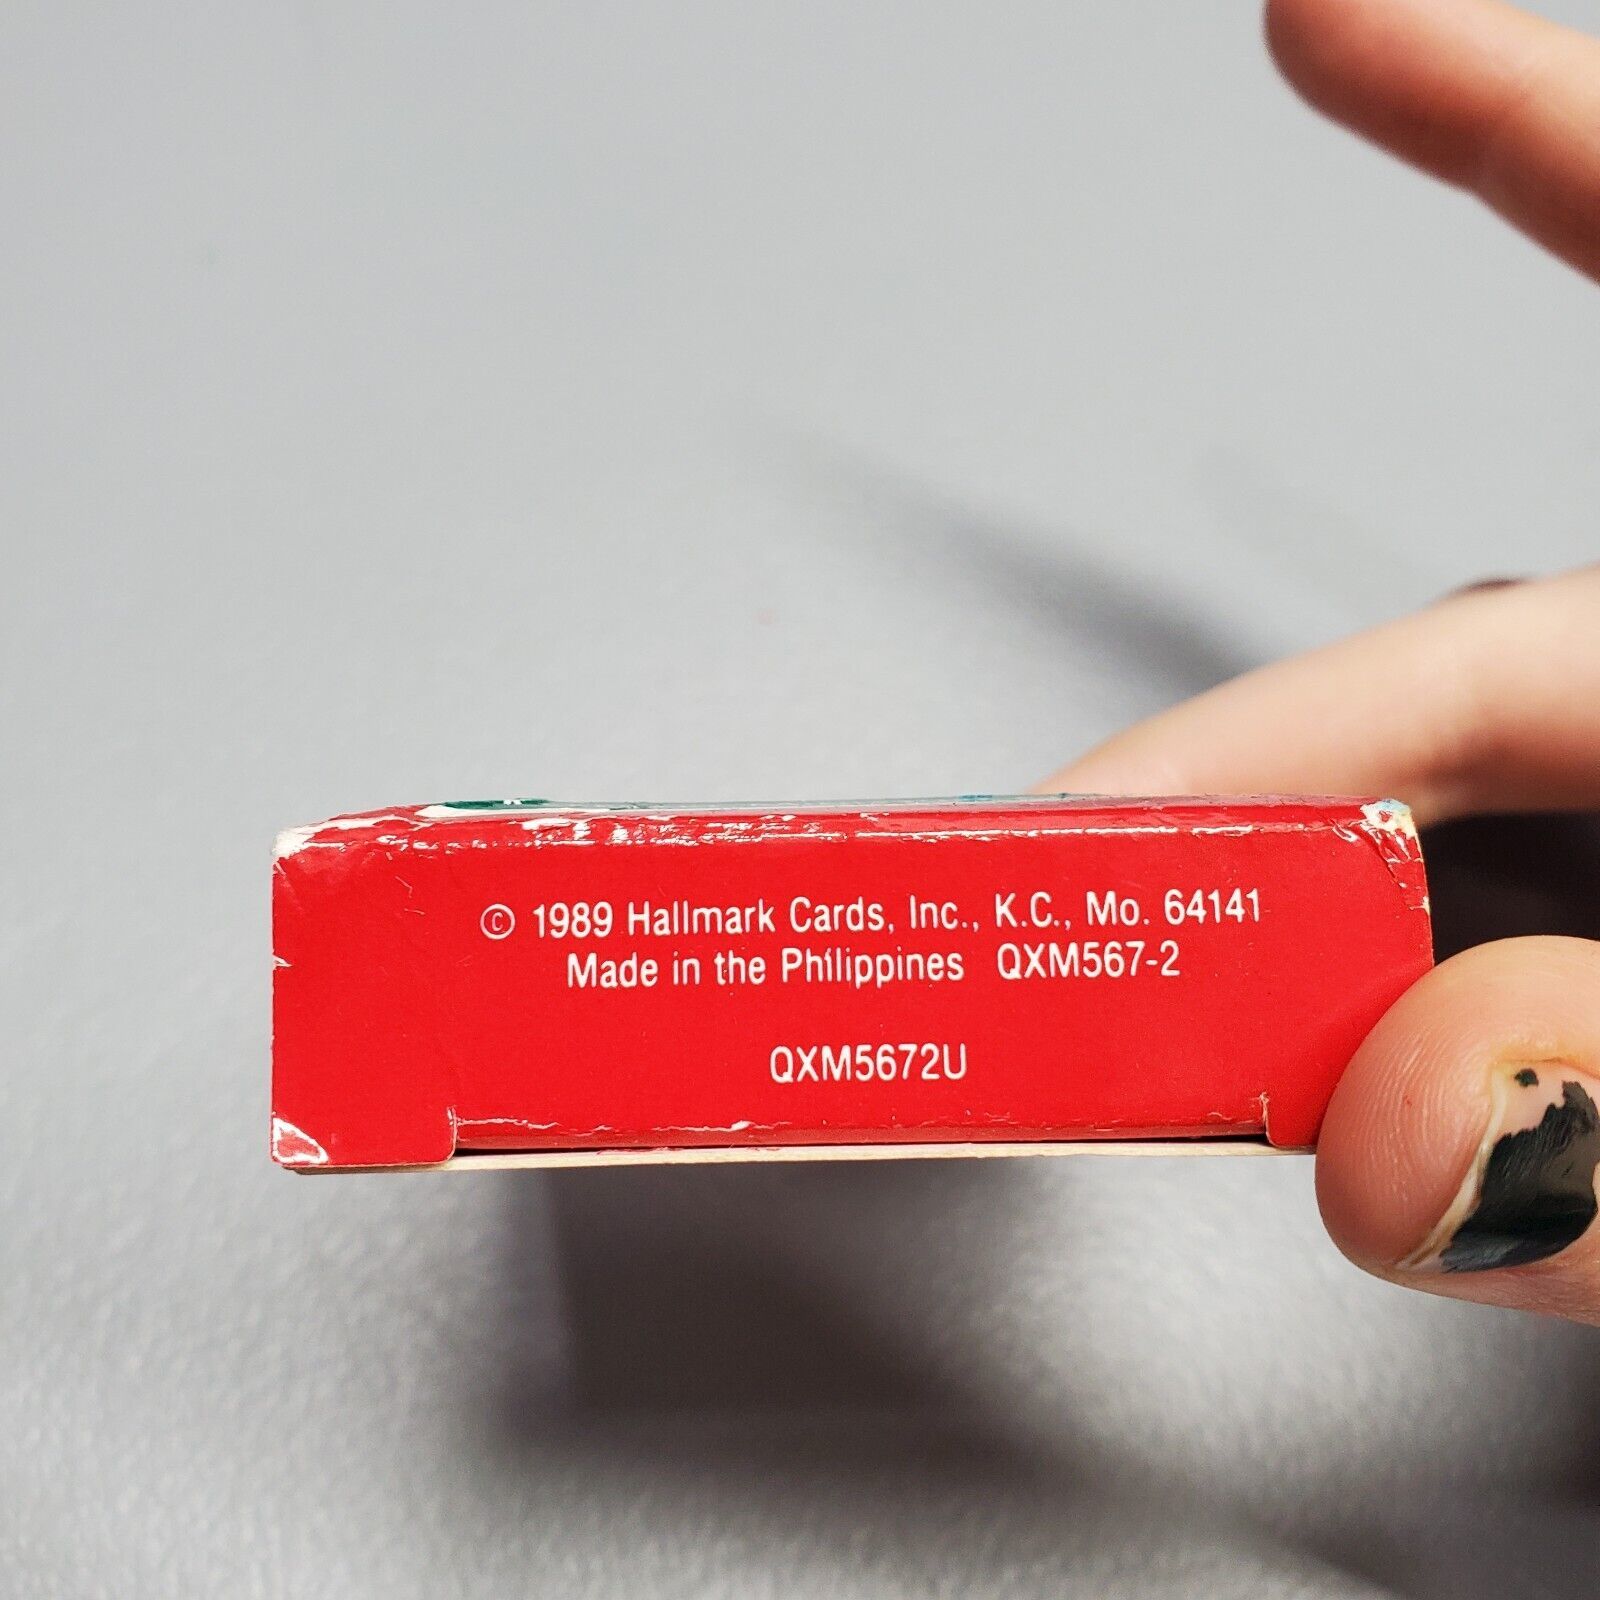 © 1989 Hallmark Cards, Inc., K.C., Mo. 64141
Made in the Philippines QXM567-2
QXM5672U